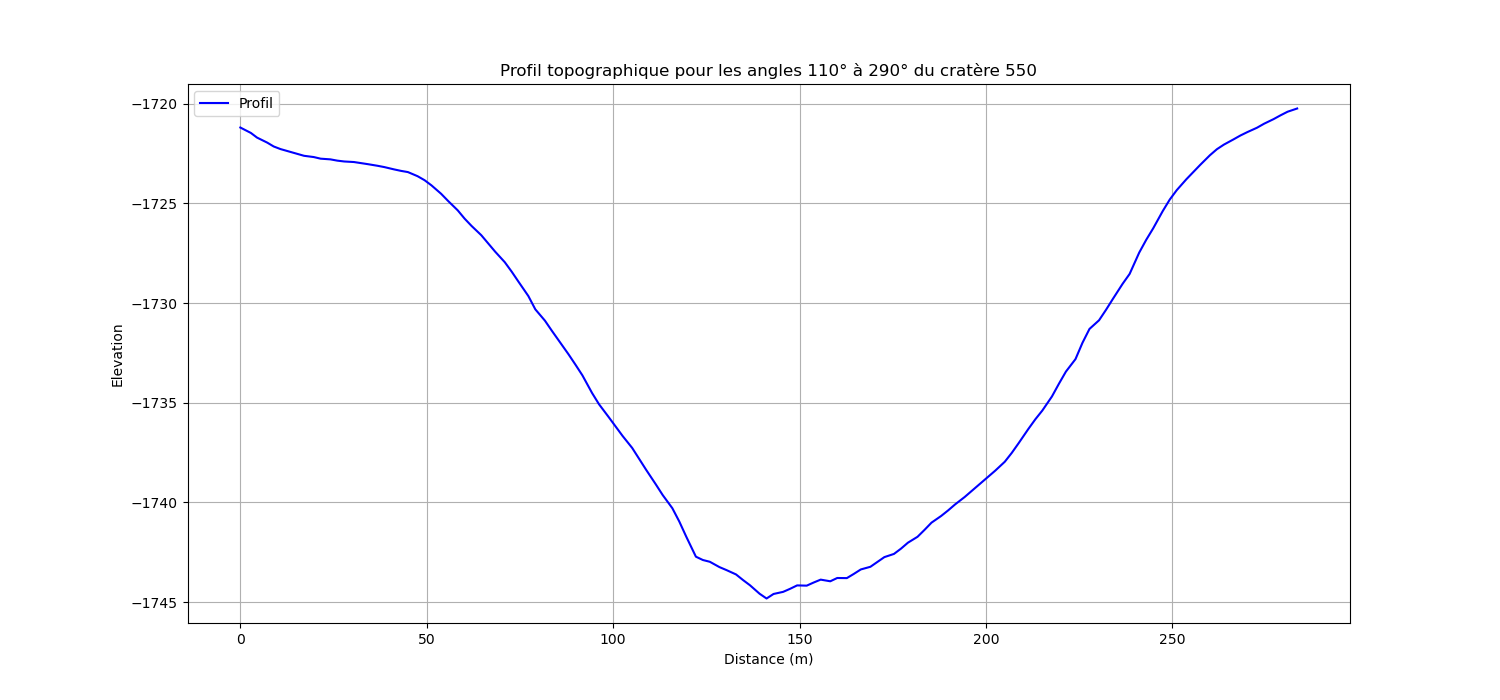 Profil topographique pour les angles 110° à 290° du cratère 550
Profil
−1720
−1725
−1730
−1735
−1740
−1745
Elevation
0 50 100 150 200 250
Distance (m)